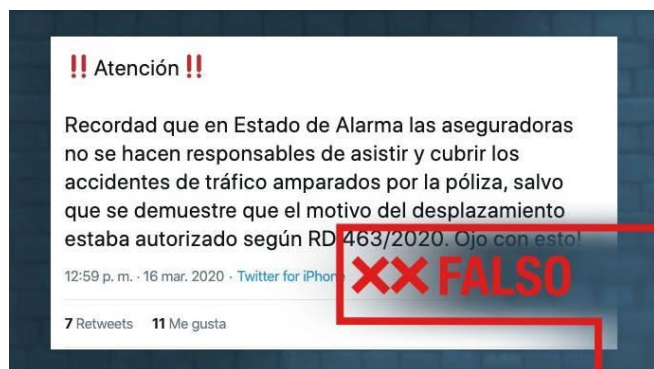 ‼ Atención ‼
Recordad que en Estado de Alarma las aseguradoras
no se hacen responsables de asistir y cubrir los
accidentes de tráfico amparados por la póliza, salvo
que se demuestre que el motivo del desplazamiento
estaba autorizado según RD 463/2020. Ojo con esto!
12:59 p. m. · 16 mar. 2020 · Twitter for iPhone
XX FALSO
7 Retweets 11 Me gusta